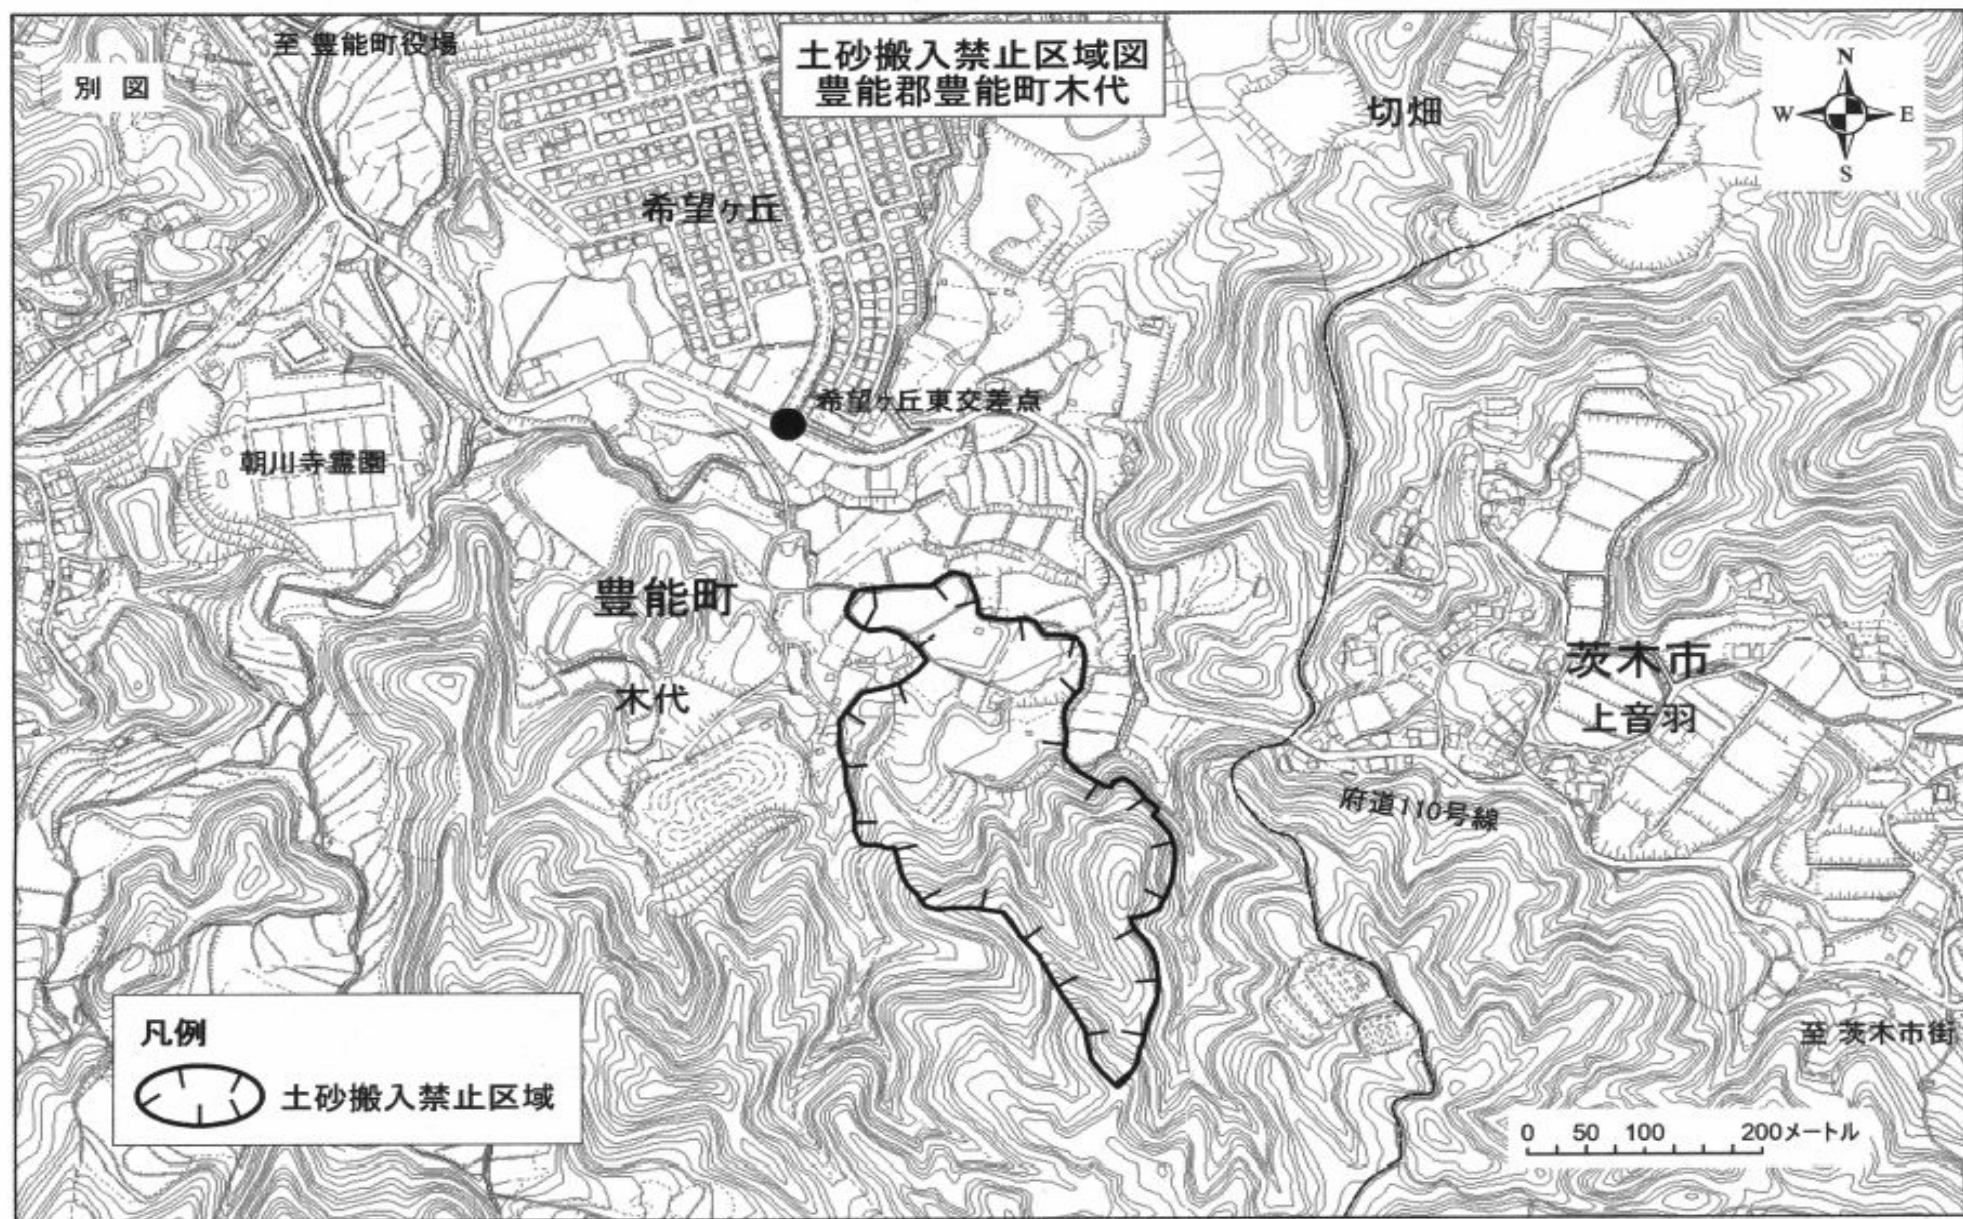 至 豊能町役場
別 図
土砂搬入禁止区域図
豊能郡豊能町木代
切畑
N
W
E
S
希望ヶ丘
希望ヶ丘東交差点
朝川寺霊園
豊能町
木代
茨木市
上音羽
府道110号線
至 茨木市街
凡例
土砂搬入禁止区域
0 50 100 200メートル